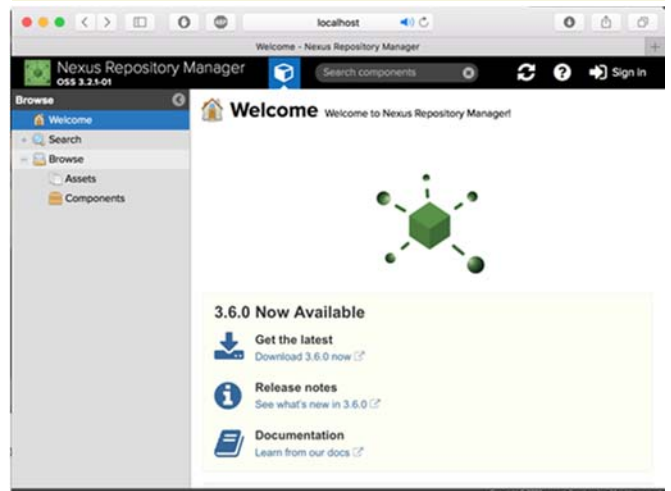 localhost
Welcome - Nexus Repository Manager
Nexus Repository Manager
OSS 3.2.1-01
Search components
Sign in
Browse
Welcome
Search
Browse
Assets
Components
Welcome Welcome to Nexus Repository Manager!
3.6.0 Now Available
Get the latest
Download 3.6.0 now
Release notes
See what's new in 3.6.0
Documentation
Learn from our docs